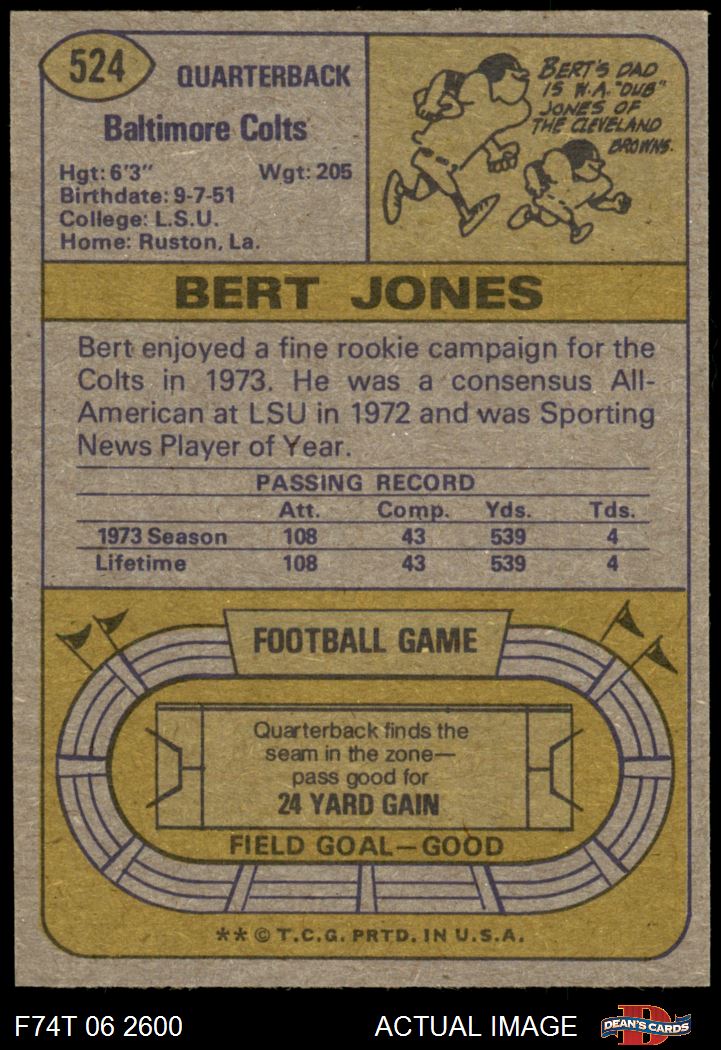 524
QUARTERBACK
Baltimore Colts
Hgt: 6'3" Wgt: 205
Birthdate: 9-7-51
College: L.S.U.
Home: Ruston, La.
BERT'S DAD
IS W.A. "DUB"
JONES OF
THE CLEVELAND
BROWNS.
BERT JONES
Bert enjoyed a fine rookie campaign for the
Colts in 1973. He was a consensus All-
American at LSU in 1972 and was Sporting
News Player of Year.
PASSING RECORD
Att. Comp. Yds. Tds.
1973 Season 108 43 539 4
Lifetime 108 43 539 4
FOOTBALL GAME
Quarterback finds the
seam in the zone—
pass good for
24 YARD GAIN
FIELD GOAL—GOOD
** © T.C.G. PRTD. IN U.S.A.
F74T 06 2600 ACTUAL IMAGE D DEAN'S CARDS